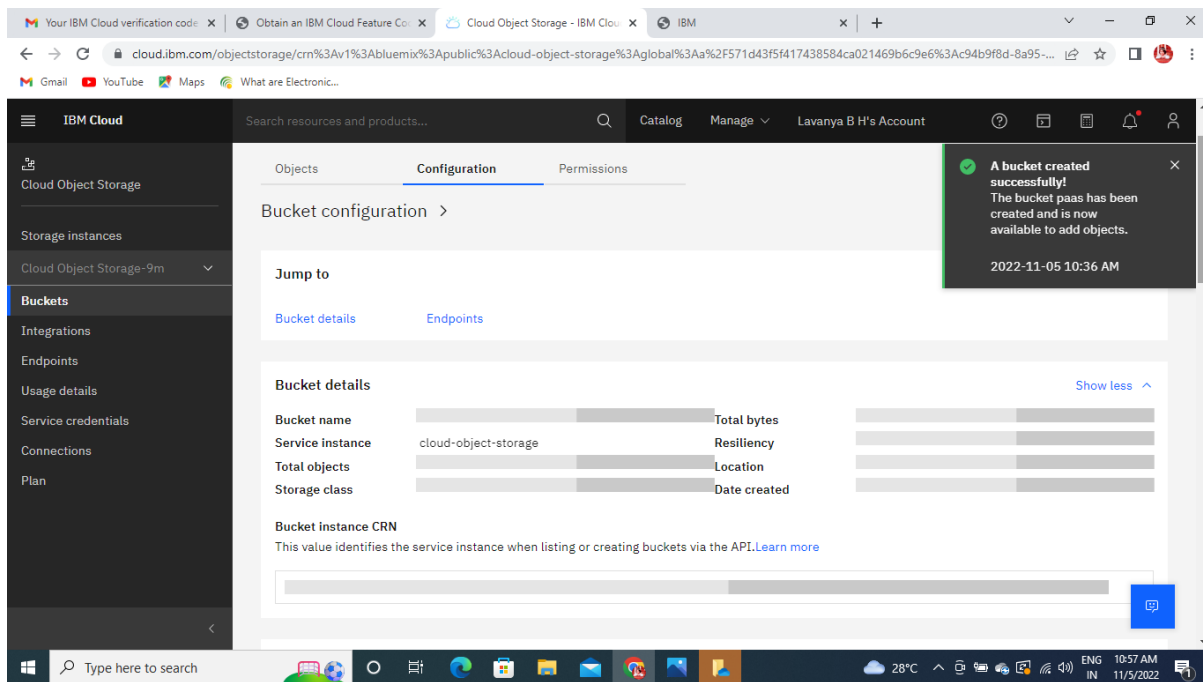 Your IBM Cloud verification code
Obtain an IBM Cloud Feature Co
Cloud Object Storage - IBM Clou
IBM
cloud.ibm.com/objectstorage/crn%3Av1%3Abluemix%3Apublic%3Acloud-object-storage%3Aglobal%3Aa%2F571d43f5f417438584ca021469b6c9e6%3Ac94b9f8d-8a95-...
Gmail
YouTube
Maps
What are Electronic...
IBM Cloud
Search resources and products...
Catalog
Manage
Lavanya B H's Account
Cloud Object Storage
Storage instances
Cloud Object Storage-9m
Buckets
Integrations
Endpoints
Usage details
Service credentials
Connections
Plan
Objects
Configuration
Permissions
Bucket configuration
A bucket created
successfully!
The bucket paas has been
created and is now
available to add objects.
2022-11-05 10:36 AM
Jump to
Bucket details
Endpoints
Bucket details
Show less
Bucket name
Total bytes
Service instance
cloud-object-storage
Resiliency
Total objects
Location
Storage class
Date created
Bucket instance CRN
This value identifies the service instance when listing or creating buckets via the API.Learn more
Type here to search
28°C
ENG
IN
10:57 AM
11/5/2022